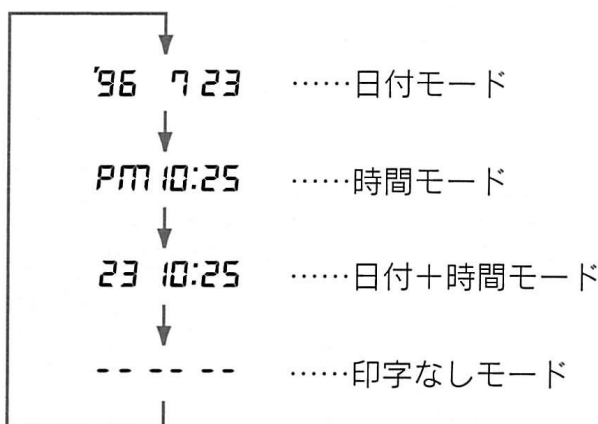 '96 7 23 ……日付モード
PM 10:25 ……時間モード
23 10:25 ……日付＋時間モード
-- -- -- ……印字なしモード